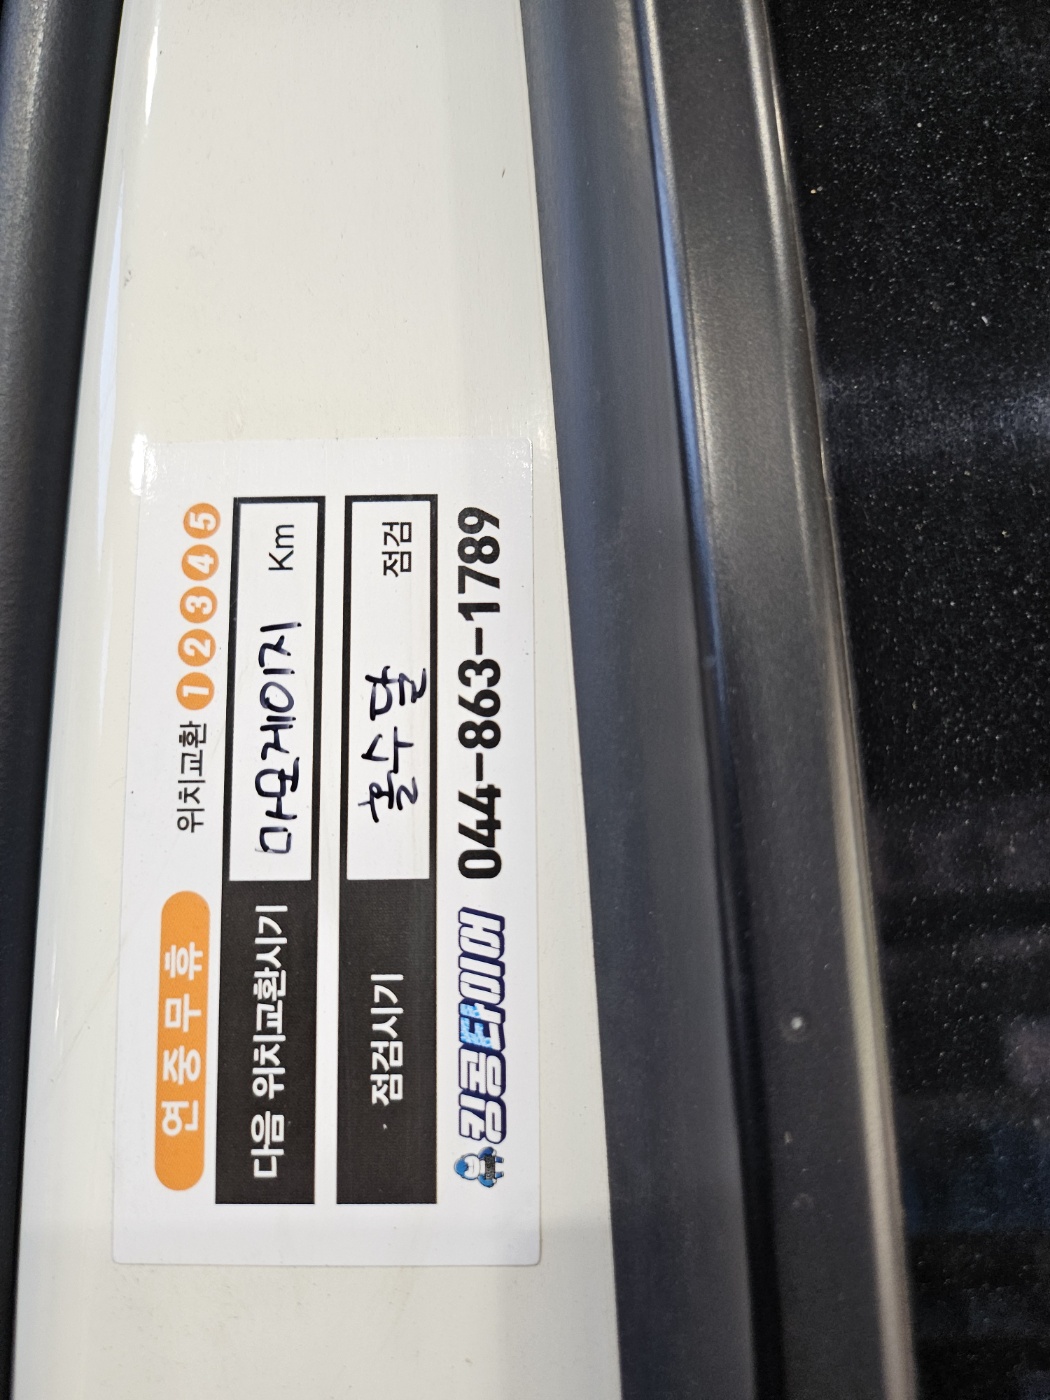 연중무휴 위치교환 1 2 3 4 5
다음 위치교환시기 마모게이지 Km
점검시기 홀수달 점검
킹콩타이어 044-863-1789